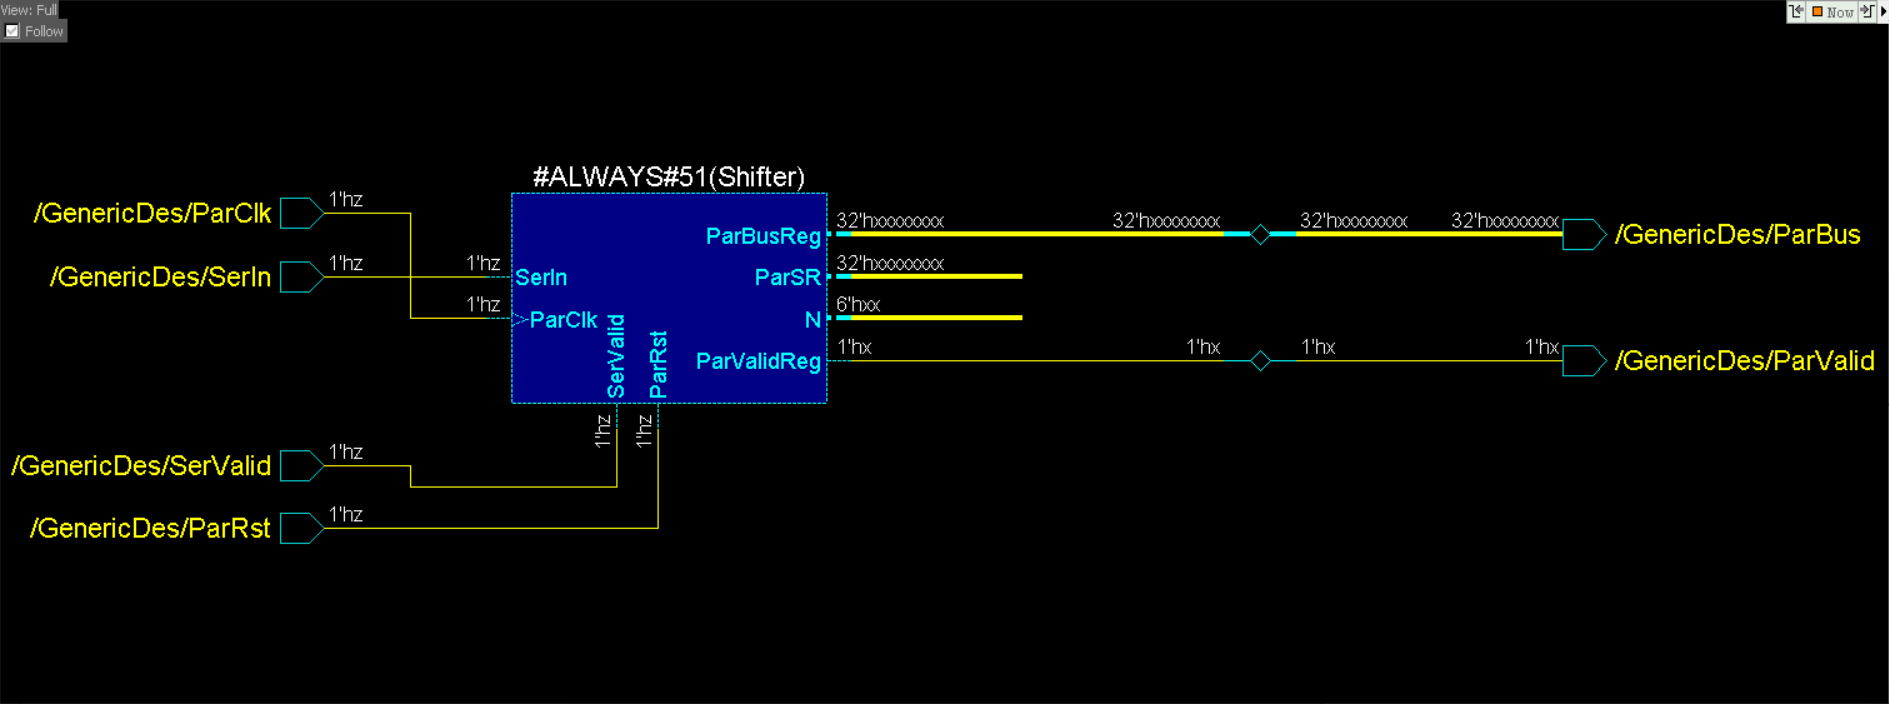 View: Full
Follow
Now
#ALWAYS#51(Shifter)
/GenericDes/ParClk
1'hz
/GenericDes/SerIn
1'hz
1'hz
SerIn
1'hz
ParClk
SerValid
ParRst
ParBusReg
32'hxxxxxxxx
32'hxxxxxxxx
32'hxxxxxxxx
32'hxxxxxxxx
/GenericDes/ParBus
ParSR
32'hxxxxxxxx
N
6'hxx
ParValidReg
1'hx
1'hx
1'hx
1'hx
/GenericDes/ParValid
1'hz
1'hz
/GenericDes/SerValid
1'hz
/GenericDes/ParRst
1'hz